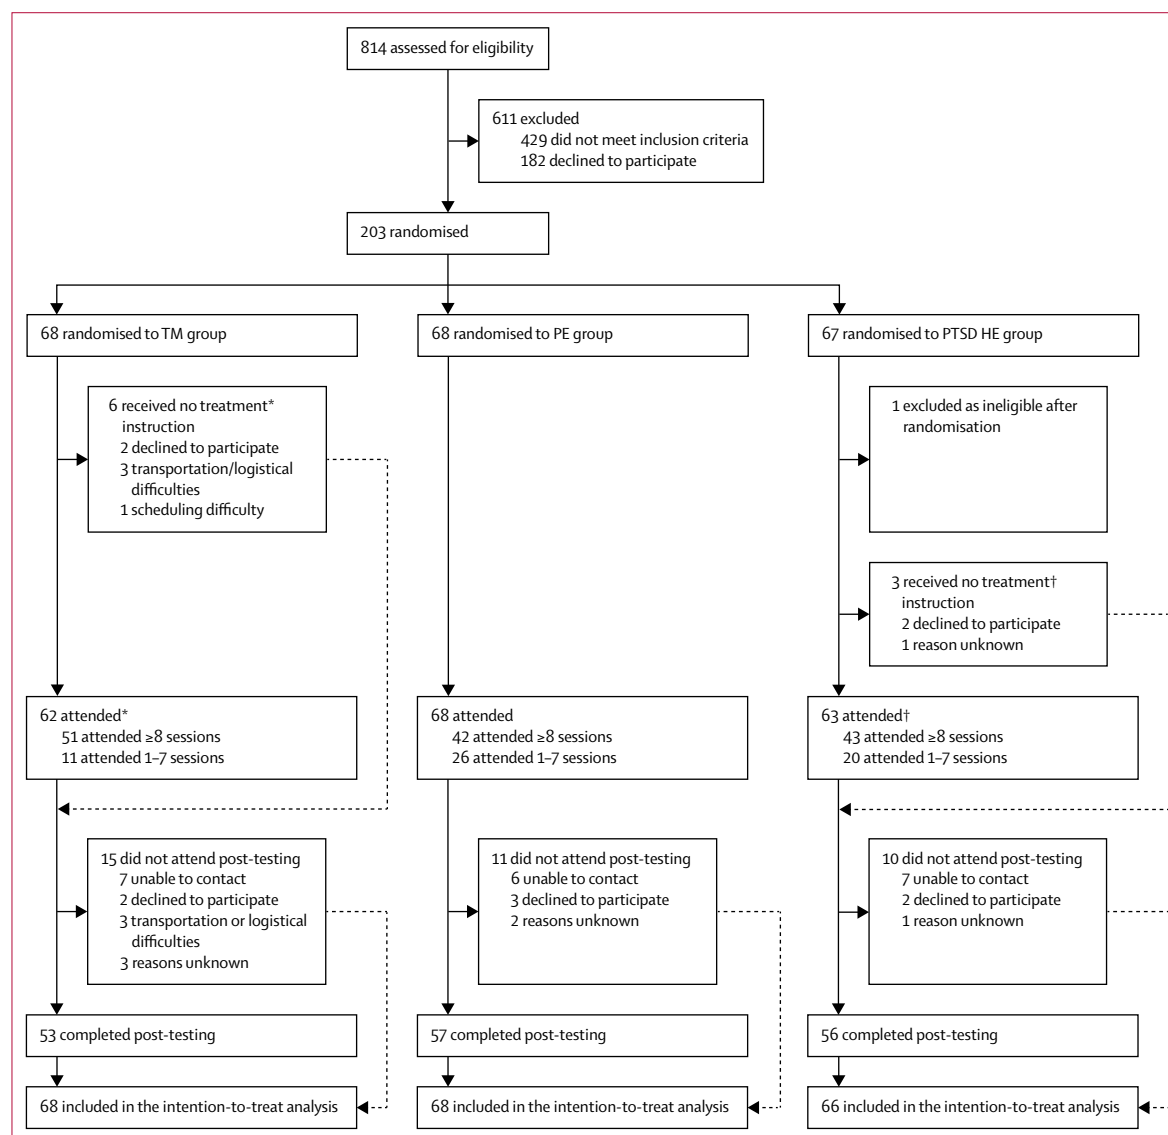 814 assessed for eligibility
611 excluded
429 did not meet inclusion criteria
182 declined to participate
203 randomised
68 randomised to TM group
68 randomised to PE group
67 randomised to PTSD HE group
6 received no treatment*
instruction
2 declined to participate
3 transportation/logistical
difficulties
1 scheduling difficulty
1 excluded as ineligible after
randomisation
3 received no treatment†
instruction
2 declined to participate
1 reason unknown
62 attended*
51 attended ≥8 sessions
11 attended 1–7 sessions
68 attended
42 attended ≥8 sessions
26 attended 1–7 sessions
63 attended†
43 attended ≥8 sessions
20 attended 1–7 sessions
15 did not attend post-testing
7 unable to contact
2 declined to participate
3 transportation or logistical
difficulties
3 reasons unknown
11 did not attend post-testing
6 unable to contact
3 declined to participate
2 reasons unknown
10 did not attend post-testing
7 unable to contact
2 declined to participate
1 reason unknown
53 completed post-testing
57 completed post-testing
56 completed post-testing
68 included in the intention-to-treat analysis
68 included in the intention-to-treat analysis
66 included in the intention-to-treat analysis